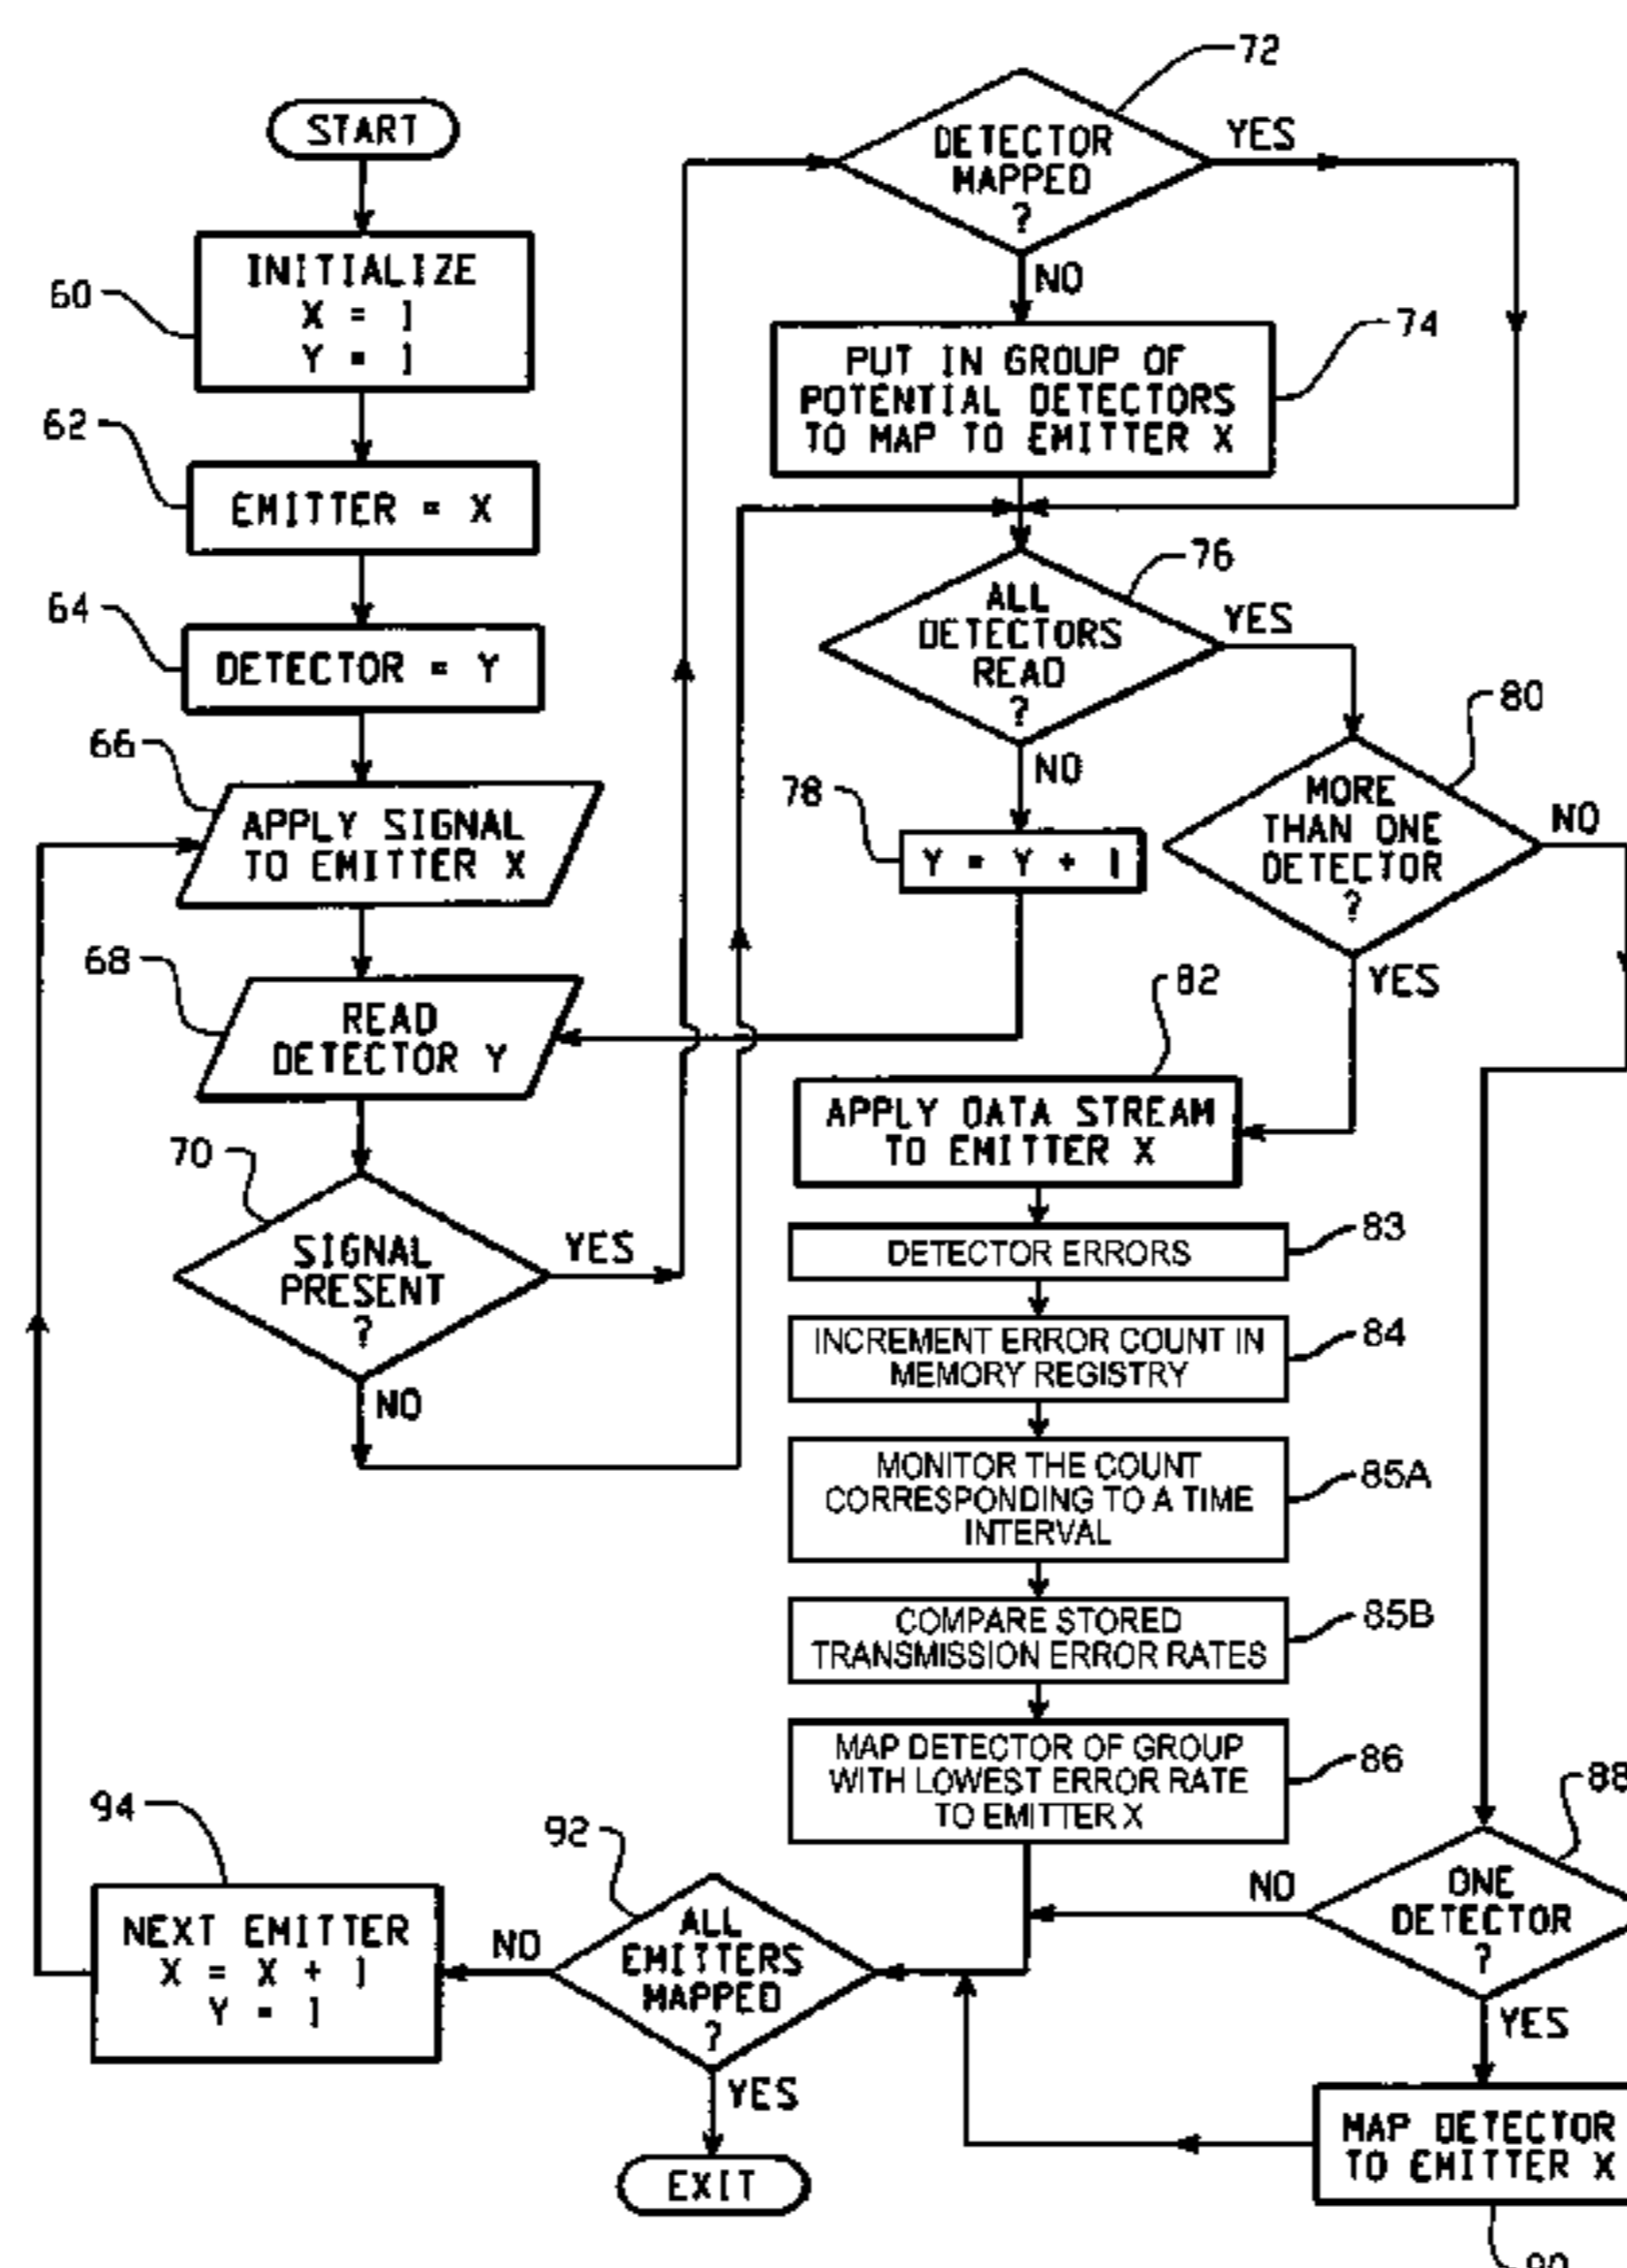 START
60
INITIALIZE
X = 1
Y = 1
62
EMITTER = X
64
DETECTOR = Y
66
APPLY SIGNAL
TO EMITTER X
68
READ
DETECTOR Y
70
SIGNAL
PRESENT
?
YES
NO
72
DETECTOR
MAPPED
?
YES
NO
74
PUT IN GROUP OF
POTENTIAL DETECTORS
TO MAP TO EMITTER X
76
ALL
DETECTORS
READ
?
YES
NO
78
Y = Y + 1
80
MORE
THAN ONE
DETECTOR
?
NO
YES
82
APPLY DATA STREAM
TO EMITTER X
83
DETECTOR ERRORS
84
INCREMENT ERROR COUNT IN
MEMORY REGISTRY
85A
MONITOR THE COUNT
CORRESPONDING TO A TIME
INTERVAL
85B
COMPARE STORED
TRANSMISSION ERROR RATES
86
MAP DETECTOR OF GROUP
WITH LOWEST ERROR RATE
TO EMITTER X
88
ONE
DETECTOR
?
NO
YES
MAP DETECTOR
TO EMITTER X
90
92
ALL
EMITTERS
MAPPED
?
NO
YES
94
NEXT EMITTER
X = X + 1
Y = 1
EXIT